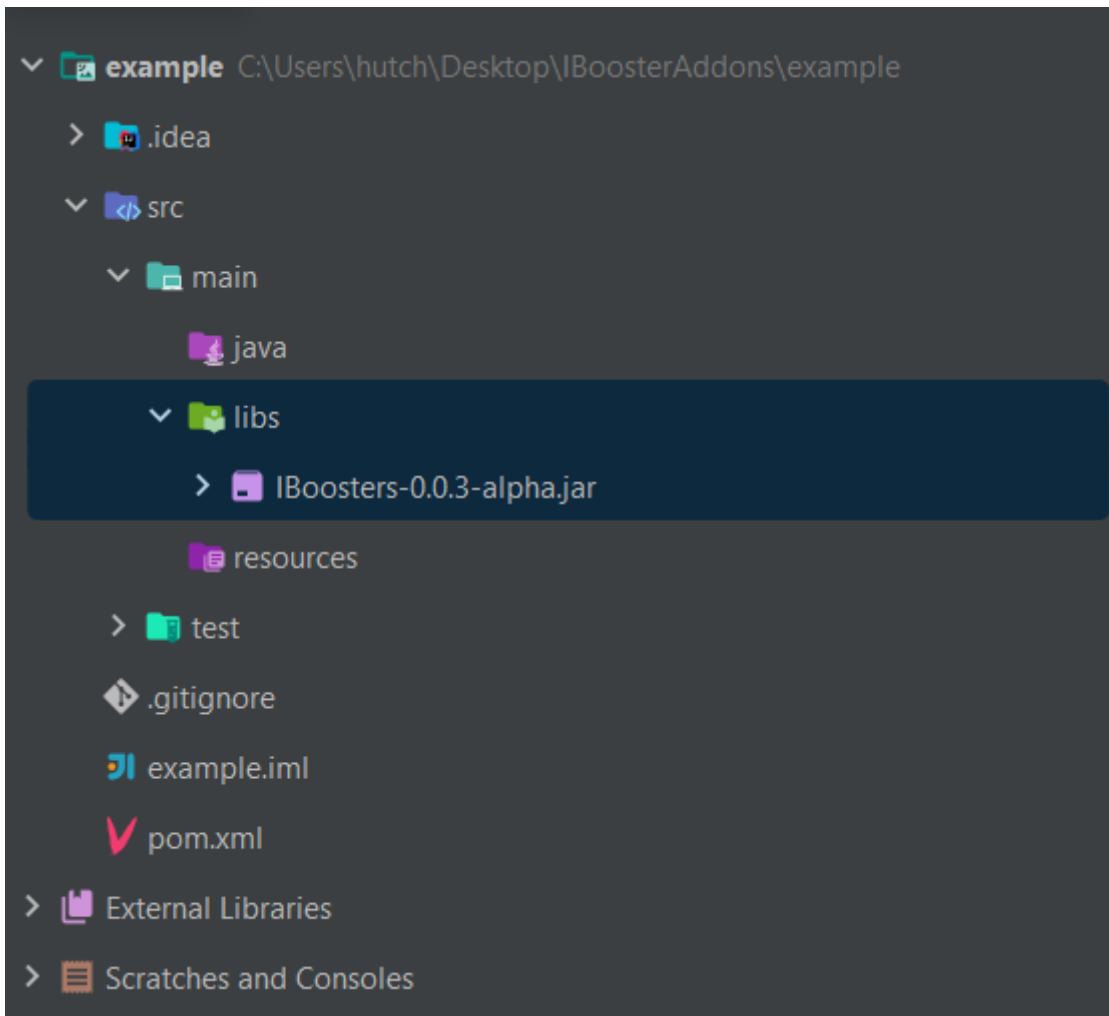 example C:\Users\hutch\Desktop\IBoosterAddons\example
.idea
src
main
java
libs
IBoosters-0.0.3-alpha.jar
resources
test
.gitignore
example.iml
pom.xml
External Libraries
Scratches and Consoles